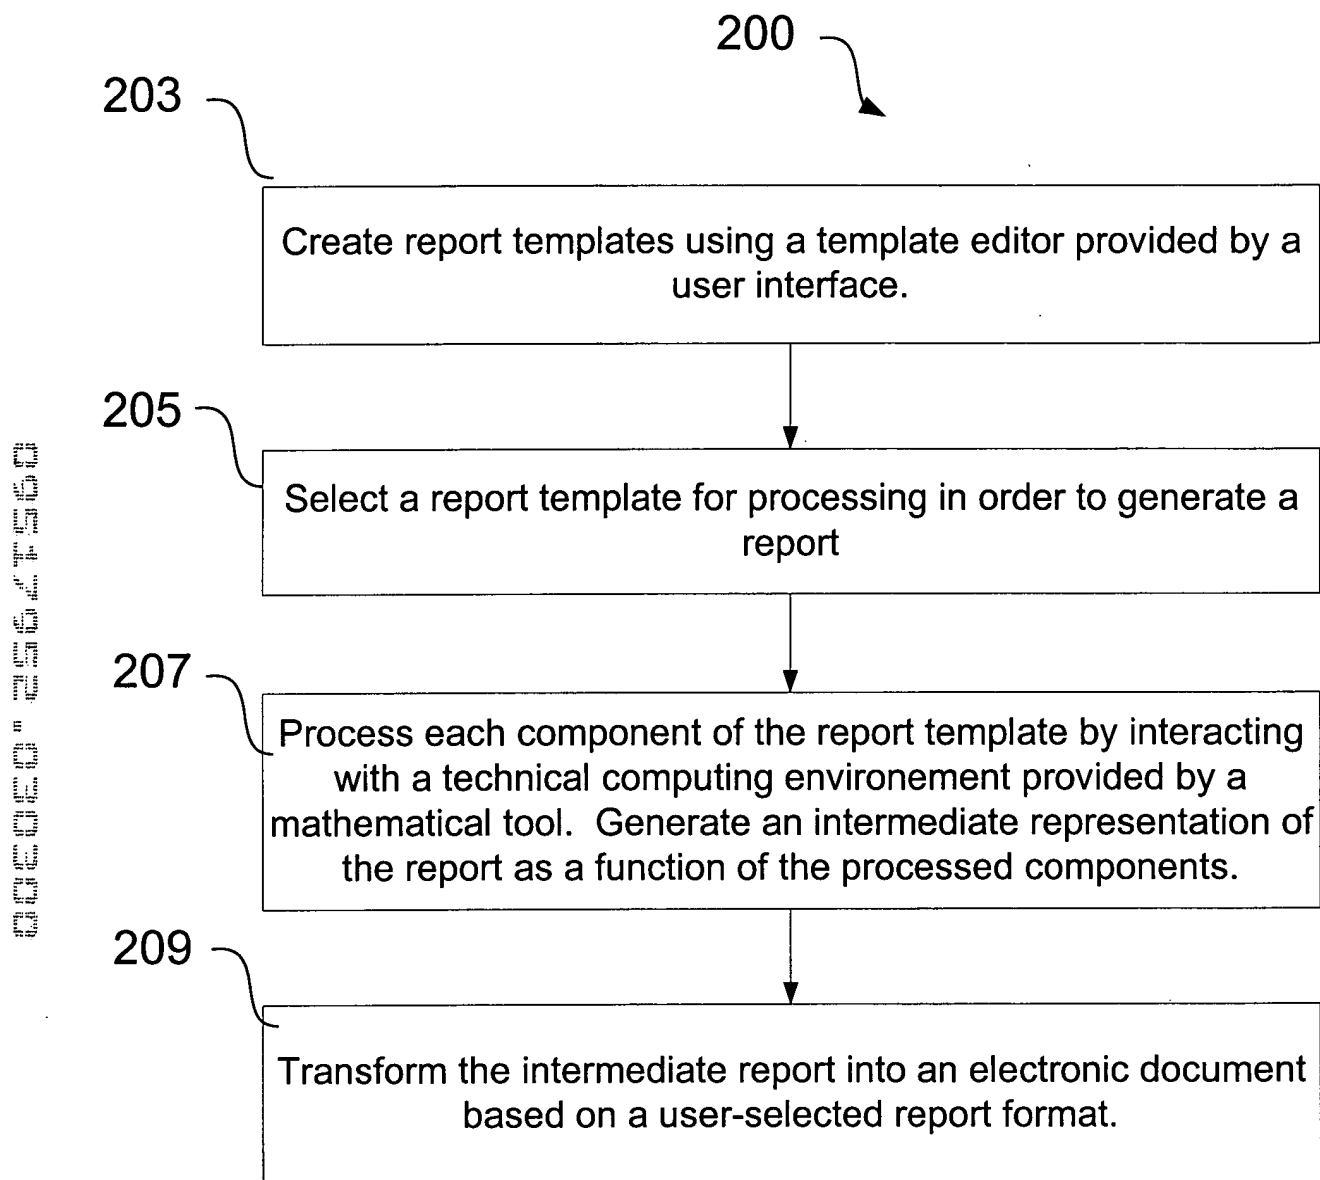 200
203
Create report templates using a template editor provided by a
user interface.
205
Select a report template for processing in order to generate a
report
207
Process each component of the report template by interacting
with a technical computing environement provided by a
mathematical tool.  Generate an intermediate representation of
the report as a function of the processed components.
209
Transform the intermediate report into an electronic document
based on a user-selected report format.